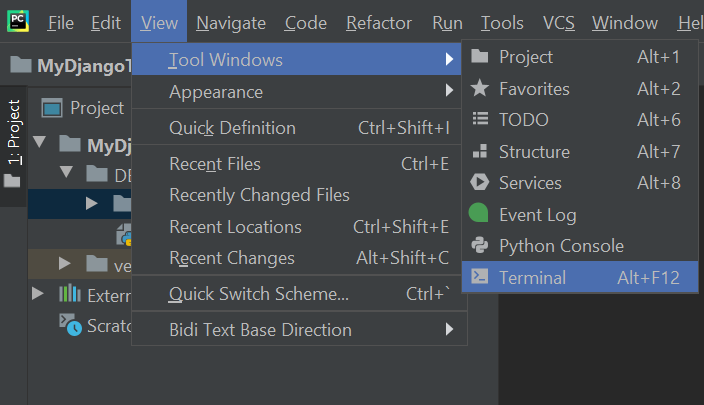 PC
File Edit View Navigate Code Refactor Run Tools VCS Window Hel
MyDjangoT
Tool Windows
Project Alt+1
Appearance
Favorites Alt+2
1: Project
Project
TODO Alt+6
Quick Definition Ctrl+Shift+I
MyDj
Structure Alt+7
Recent Files Ctrl+E
Services Alt+8
Recently Changed Files
Event Log
Recent Locations Ctrl+Shift+E
Python Console
Recent Changes Alt+Shift+C
ve
Terminal Alt+F12
Quick Switch Scheme... Ctrl+`
Extern
Scratc
Bidi Text Base Direction